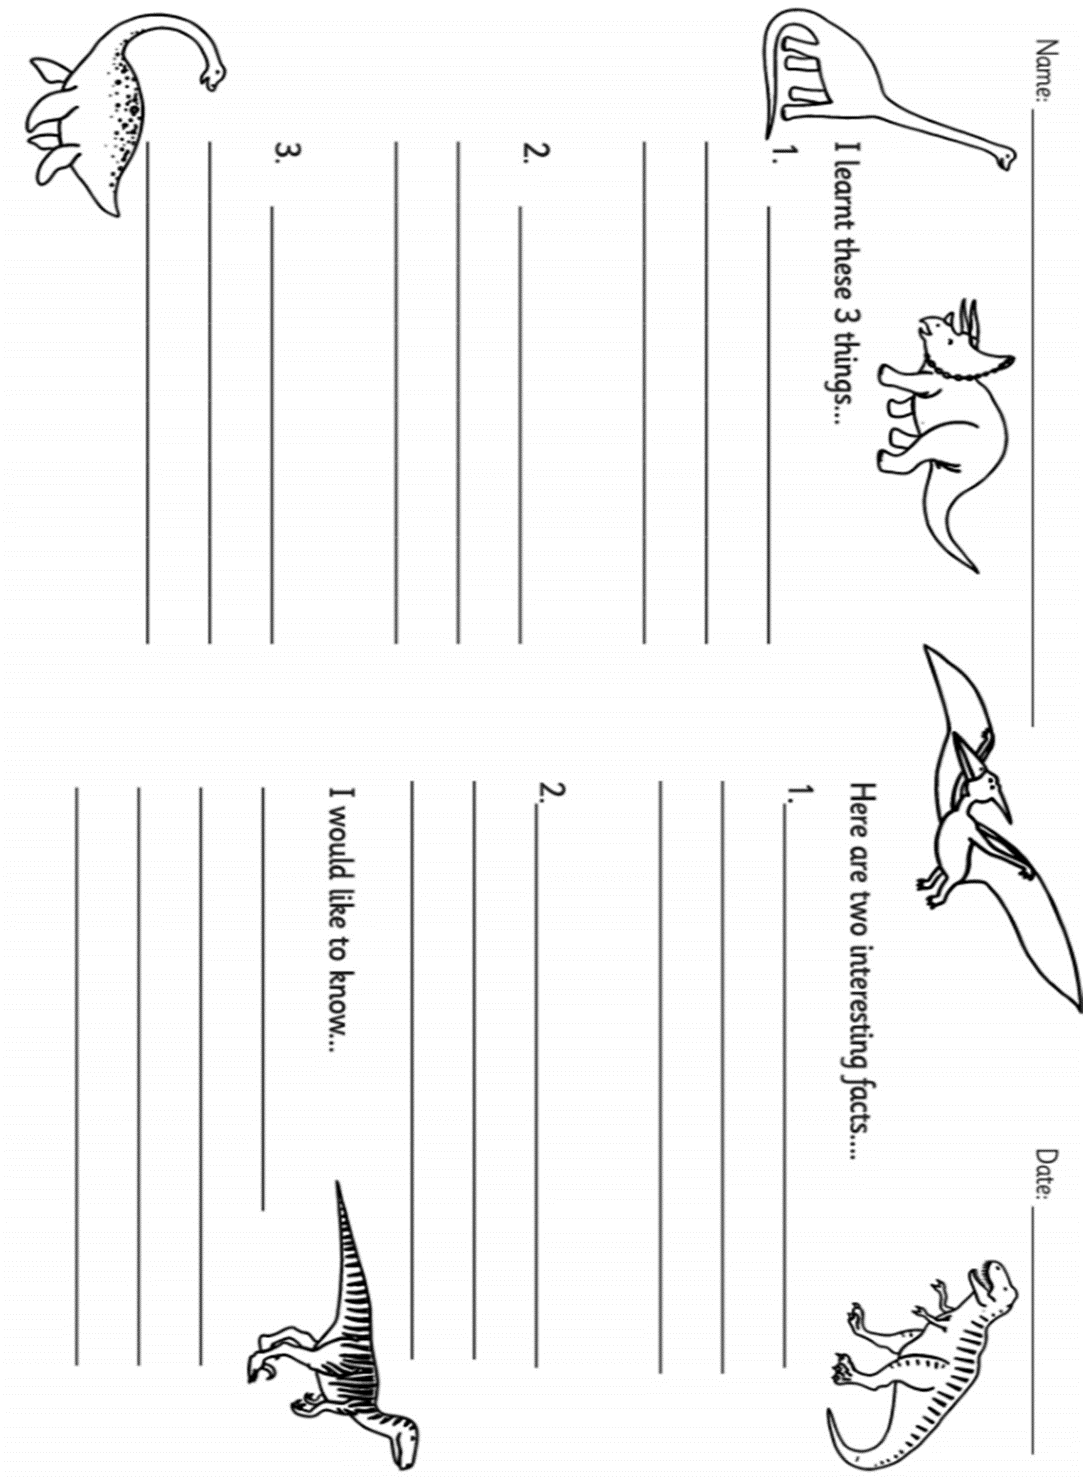 Name:
Date:
I learnt these 3 things...
1.
2.
3.
Here are two interesting facts....
1.
2.
I would like to know...